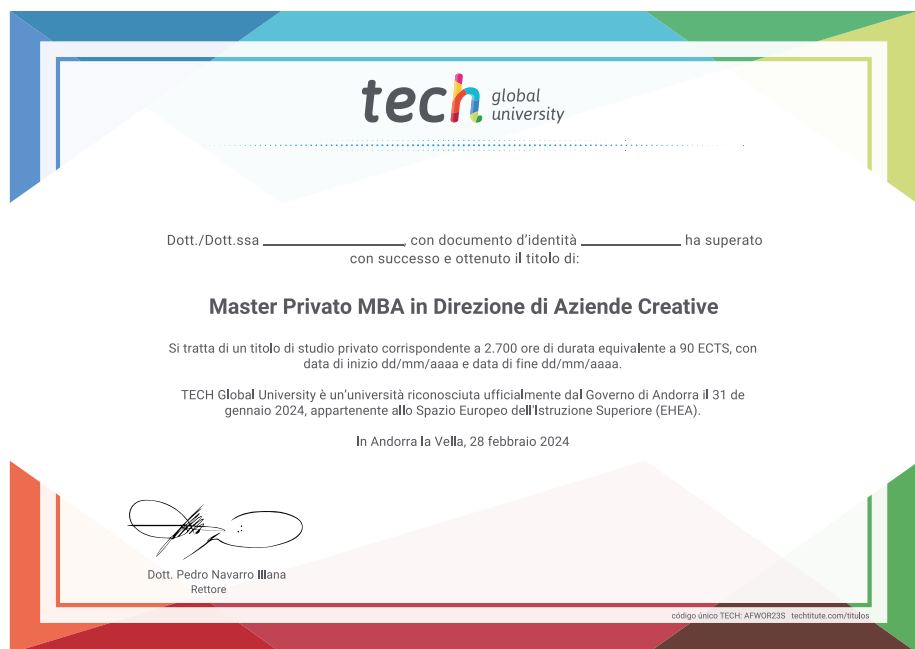 tech global
university
Dott./Dott.ssa ____________________, con documento d'identità ______________ ha superato
con successo e ottenuto il titolo di:
Master Privato MBA in Direzione di Aziende Creative
Si tratta di un titolo di studio privato corrispondente a 2.700 ore di durata equivalente a 90 ECTS, con
data di inizio dd/mm/aaaa e data di fine dd/mm/aaaa.
TECH Global University è un'università riconosciuta ufficialmente dal Governo di Andorra il 31 de
gennaio 2024, appartenente allo Spazio Europeo dell'Istruzione Superiore (EHEA).
In Andorra la Vella, 28 febbraio 2024
Dott. Pedro Navarro Illana
Rettore
código único TECH: AFWOR23S techtitute.com/titulos